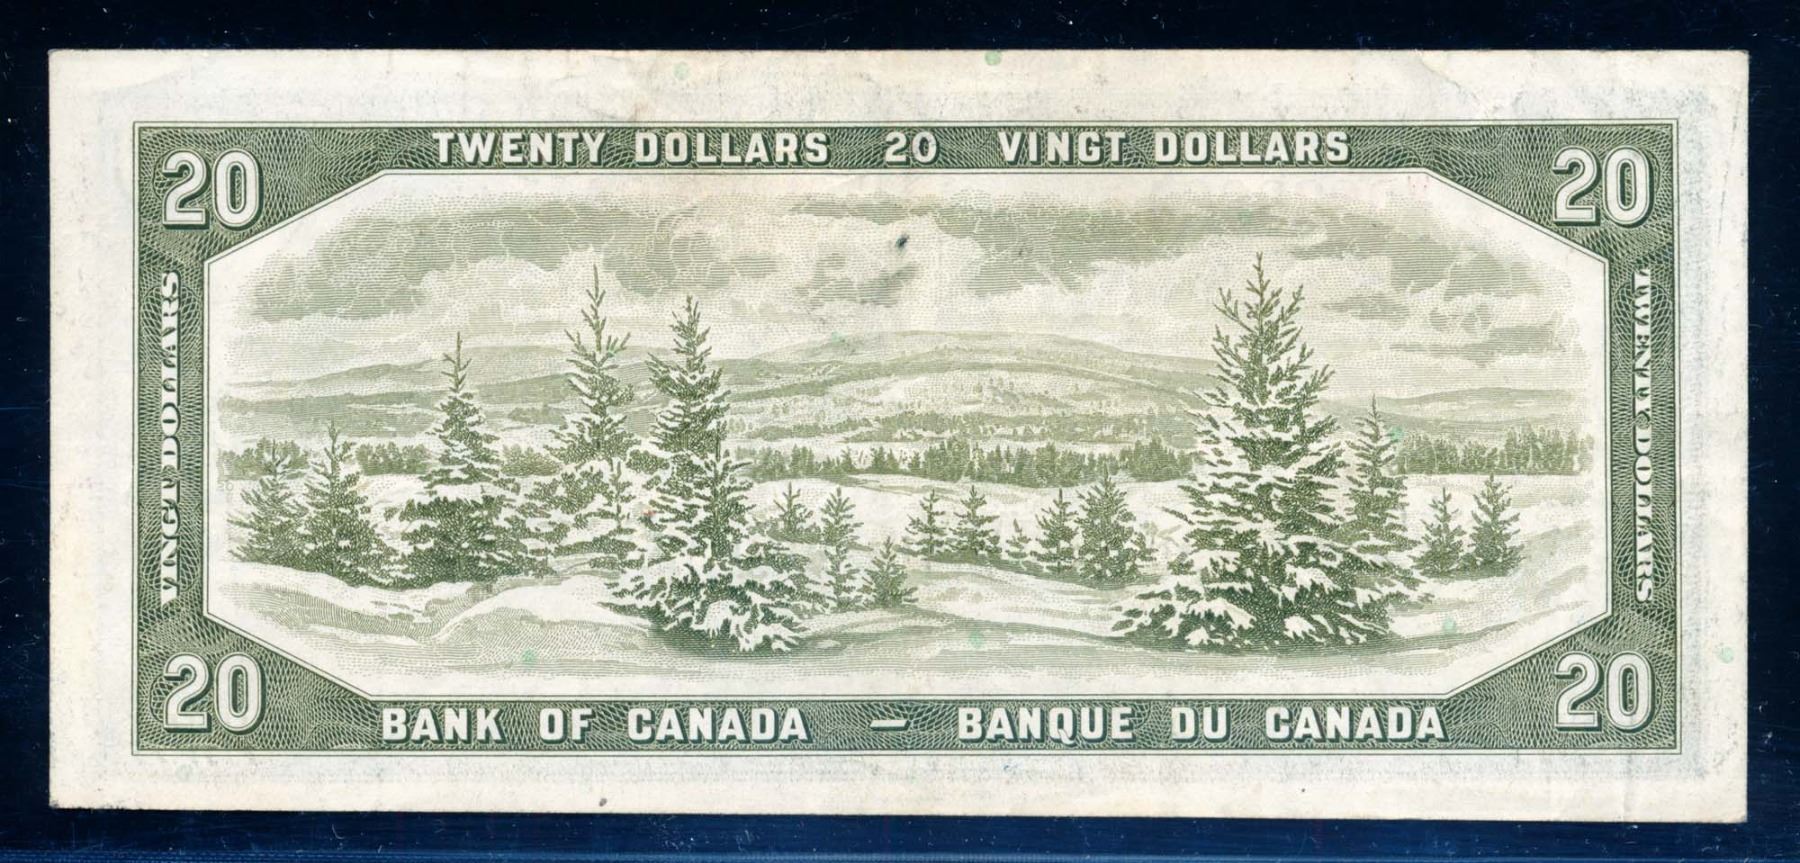 TWENTY DOLLARS 20 VINGT DOLLARS
20
20
VINGT DOLLARS
TWENTY DOLLARS
20
20
BANK OF CANADA — BANQUE DU CANADA